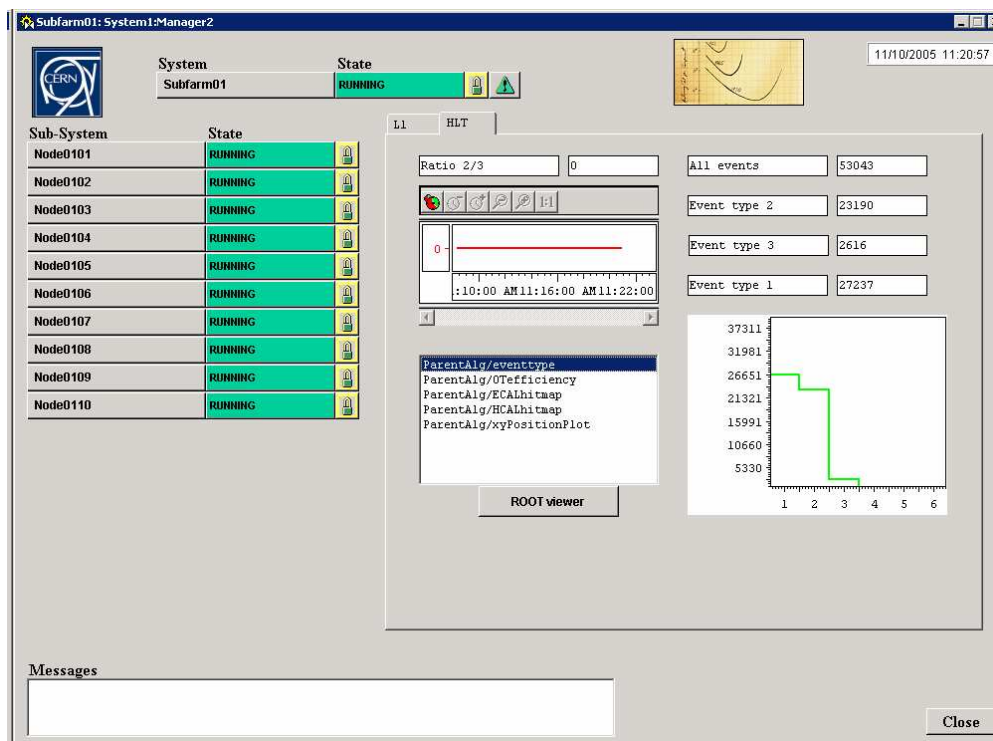 Subfarm01: System1:Manager2
CERN
System State
Subfarm01 RUNNING
11/10/2005 11:20:57
Sub-System State
Node0101 RUNNING
Node0102 RUNNING
Node0103 RUNNING
Node0104 RUNNING
Node0105 RUNNING
Node0106 RUNNING
Node0107 RUNNING
Node0108 RUNNING
Node0109 RUNNING
Node0110 RUNNING
L1 HLT
Ratio 2/3 0
1:1
0
:10:00 AM11:16:00 AM11:22:00
ParentAlg/eventtype
ParentAlg/OTefficiency
ParentAlg/ECALhitmap
ParentAlg/HCALhitmap
ParentAlg/xyPositionPlot
ROOT viewer
All events 53043
Event type 2 23190
Event type 3 2616
Event type 1 27237
37311
31981
26651
21321
15991
10660
5330
1 2 3 4 5 6
Messages
Close